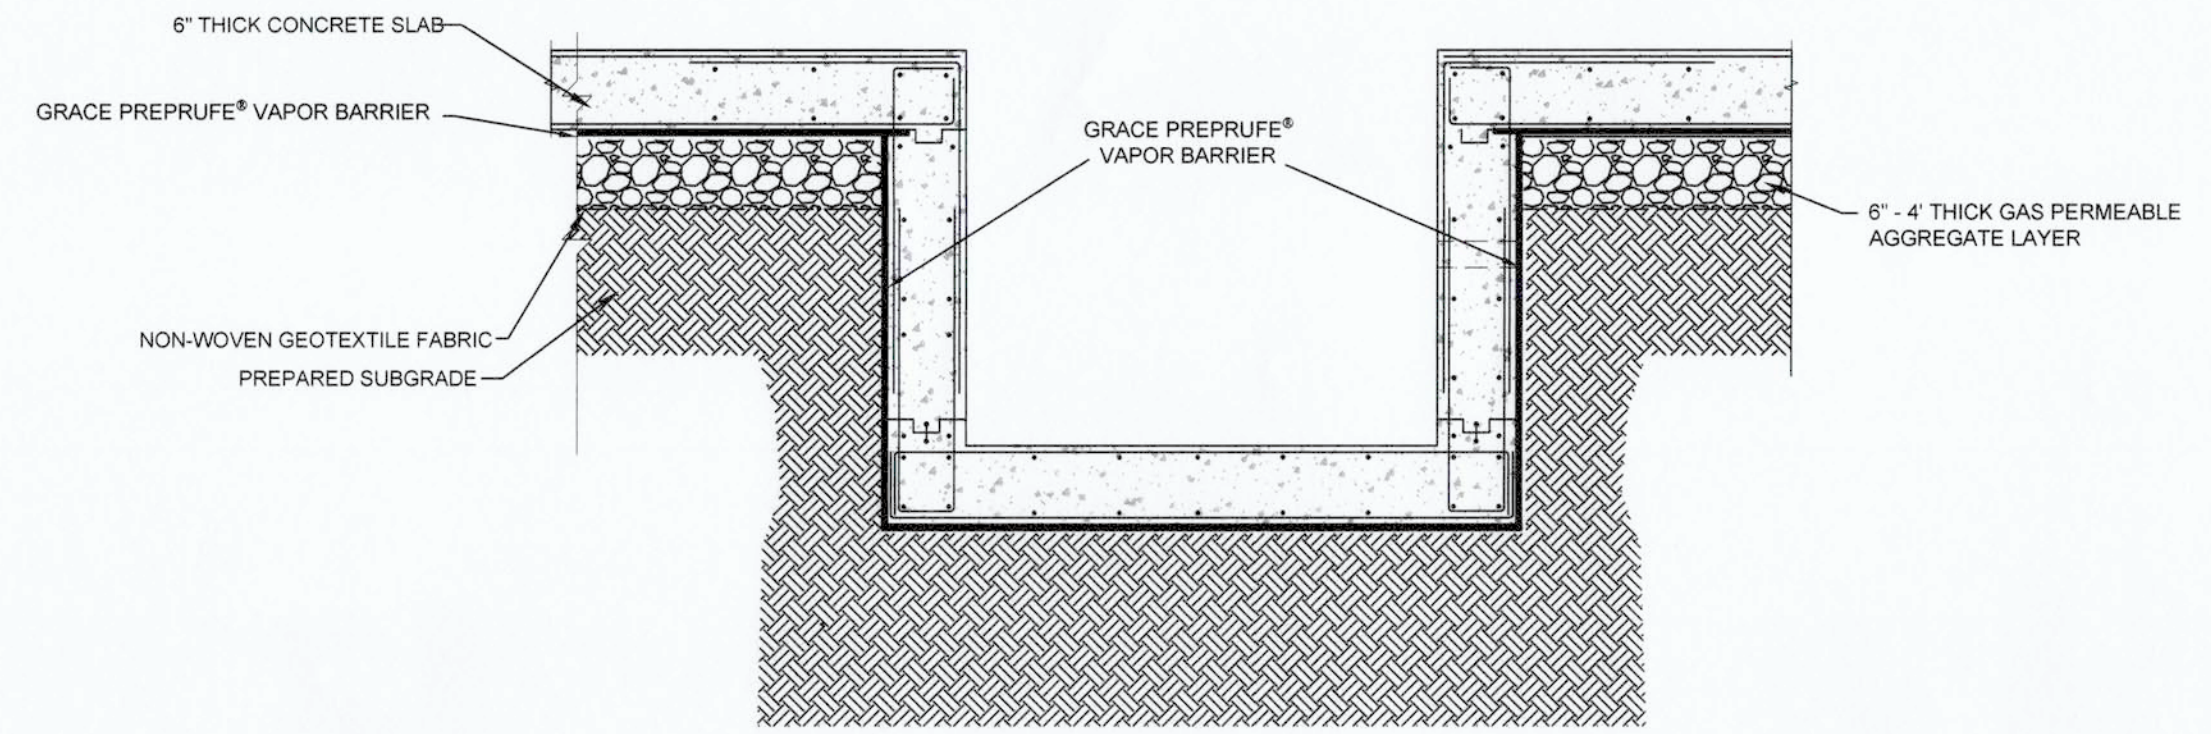 6" THICK CONCRETE SLAB
GRACE PREPRUFE® VAPOR BARRIER
GRACE PREPRUFE®
VAPOR BARRIER
6" - 4' THICK GAS PERMEABLE
AGGREGATE LAYER
NON-WOVEN GEOTEXTILE FABRIC
PREPARED SUBGRADE